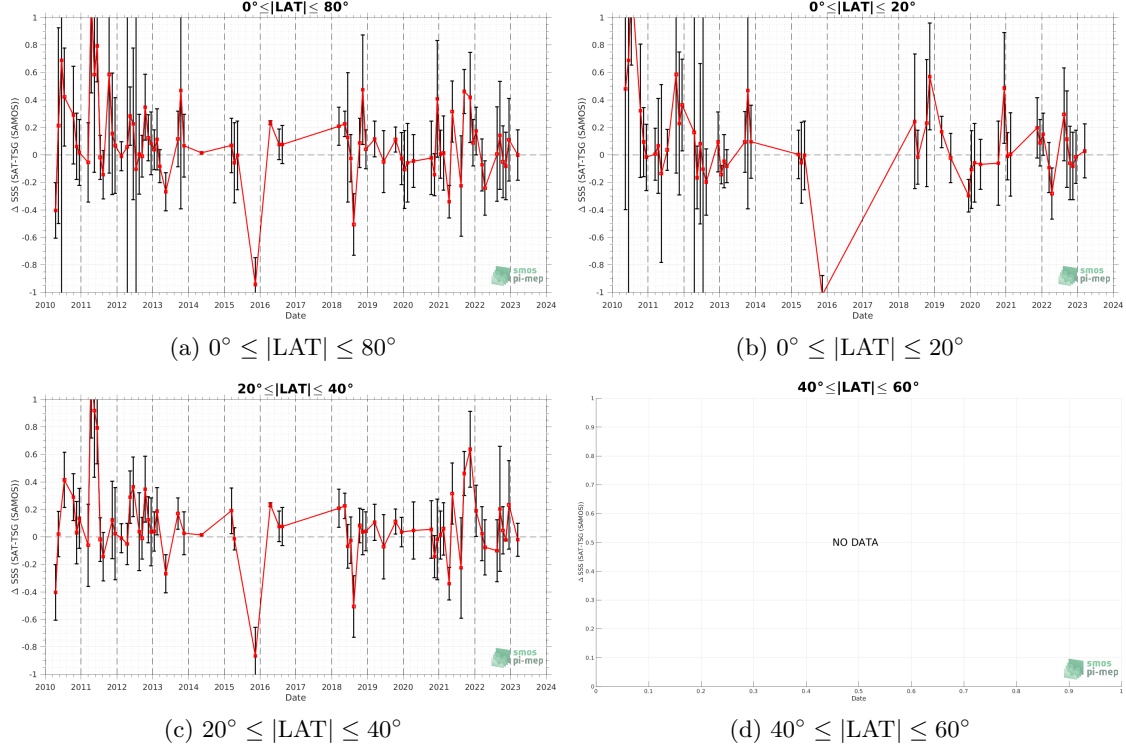 0°≤|LAT|≤ 80°
Δ SSS (SAT-TSG (SAMOS))
1
0.8
0.6
0.4
0.2
0
-0.2
-0.4
-0.6
-0.8
-1
2010 2011 2012 2013 2014 2015 2016 2017 2018 2019 2020 2021 2022 2023 2024
Date
smos
pi-mep
(a) 0° ≤ |LAT| ≤ 80°
0°≤|LAT|≤ 20°
Δ SSS (SAT-TSG (SAMOS))
1
0.8
0.6
0.4
0.2
0
-0.2
-0.4
-0.6
-0.8
-1
2010 2011 2012 2013 2014 2015 2016 2017 2018 2019 2020 2021 2022 2023 2024
Date
smos
pi-mep
(b) 0° ≤ |LAT| ≤ 20°
20°≤|LAT|≤ 40°
Δ SSS (SAT-TSG (SAMOS))
1
0.8
0.6
0.4
0.2
0
-0.2
-0.4
-0.6
-0.8
-1
2010 2011 2012 2013 2014 2015 2016 2017 2018 2019 2020 2021 2022 2023 2024
Date
smos
pi-mep
(c) 20° ≤ |LAT| ≤ 40°
40°≤|LAT|≤ 60°
Δ SSS (SAT-TSG (SAMOS))
1
0.9
0.8
0.7
0.6
0.5
0.4
0.3
0.2
0.1
0
NO DATA
0 0.1 0.2 0.3 0.4 0.5 0.6 0.7 0.8 0.9 1
Date
smos
pi-mep
(d) 40° ≤ |LAT| ≤ 60°